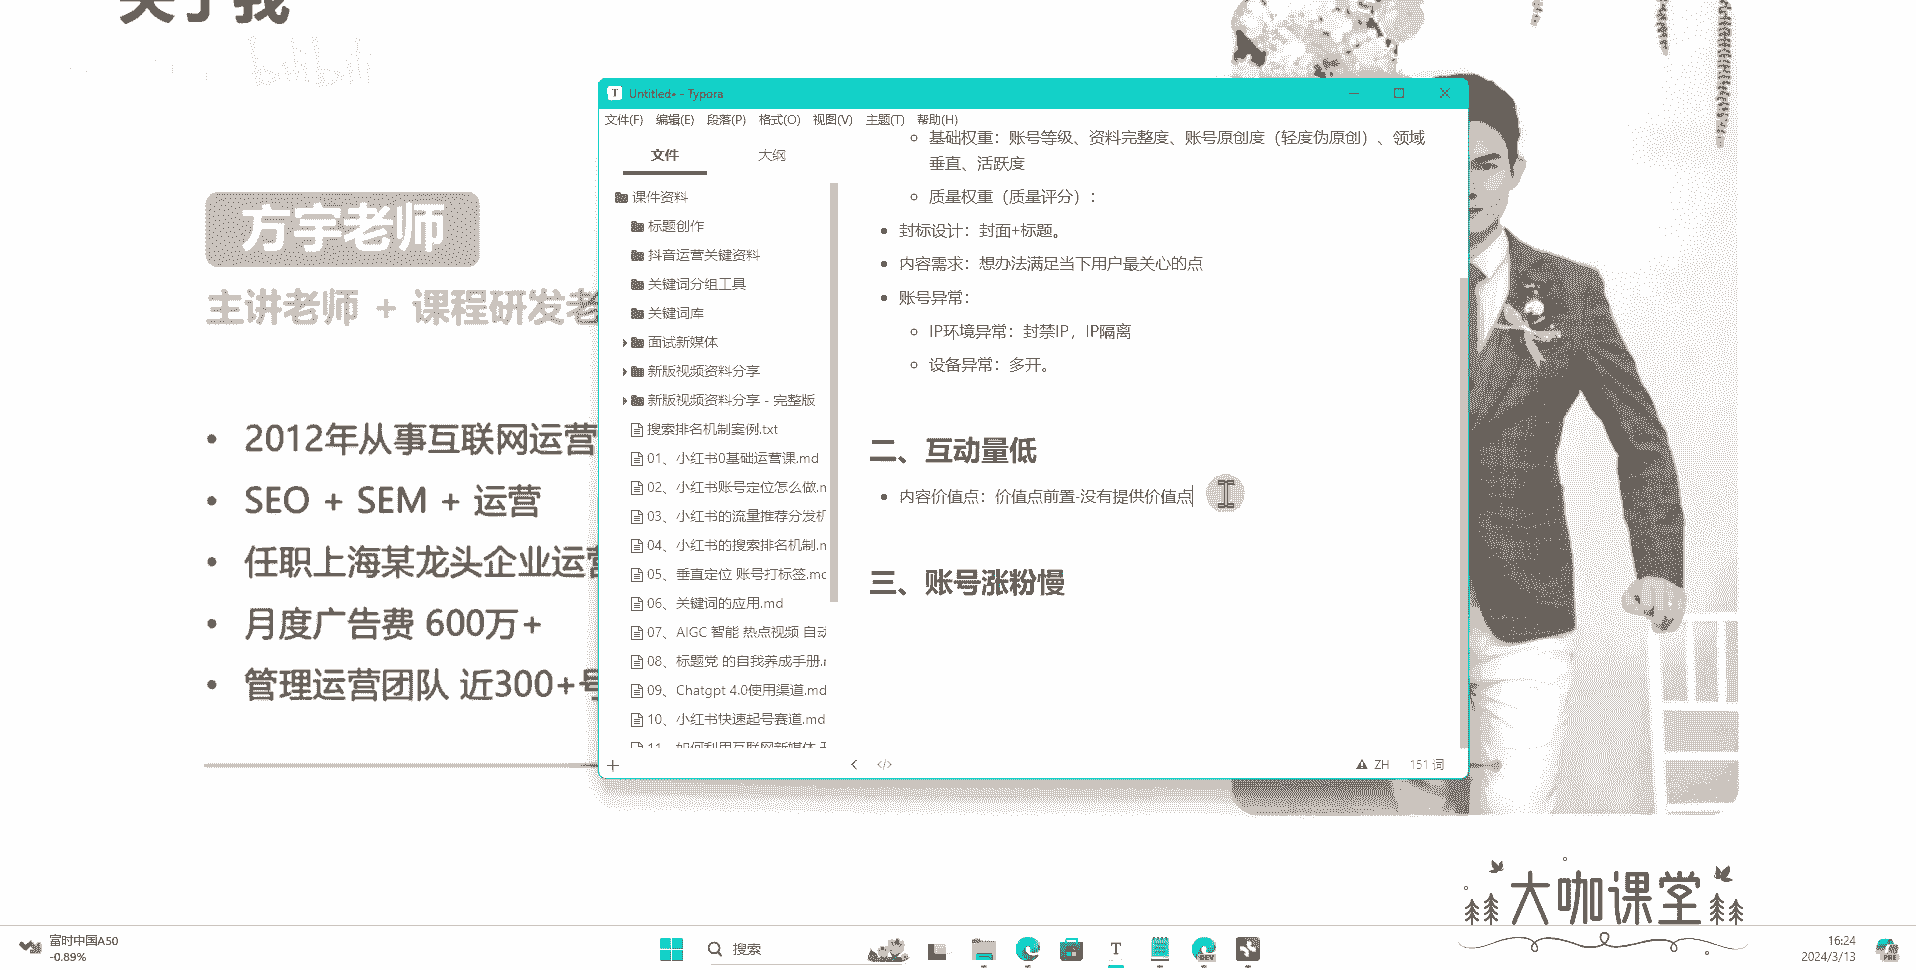 关于我
bilibili
方宇老师
主讲老师 + 课程研发老
2012年从事互联网运营
SEO + SEM + 运营
任职上海某龙头企业运营
月度广告费 600万+
管理运营团队 近300+号
Untitled• - Typora
文件(F) 编辑(E) 段落(P) 格式(O) 视图(V) 主题(T) 帮助(H)
文件 大纲
课件资料
标题创作
抖音运营关键资料
关键词分组工具
关键词库
面试新媒体
新版视频资料分享
新版视频资料分享 - 完整版
搜索排名机制案例.txt
01、小红书0基础运营课.md
02、小红书账号定位怎么做.n
03、小红书的流量推荐分发机
04、小红书的搜索排名机制.n
05、垂直定位 账号打标签.mc
06、关键词的应用.md
07、AIGC 智能 热点视频 自动
08、标题党 的自我养成手册.r
09、Chatgpt 4.0使用渠道.md
10、小红书快速起号赛道.md
11、如何利用互联网新媒体
基础权重：账号等级、资料完整度、账号原创度（轻度伪原创）、领域
垂直、活跃度
质量权重（质量评分）：
封标设计：封面+标题。
内容需求：想办法满足当下用户最关心的点
账号异常：
IP环境异常：封禁IP，IP隔离
设备异常：多开。
二、互动量低
内容价值点：价值点前置-没有提供价值点
三、账号涨粉慢
ZH 151 词
大咖课堂
富时中国A50
-0.89%
搜索
T
DEV
16:24
2024/3/13
PRE